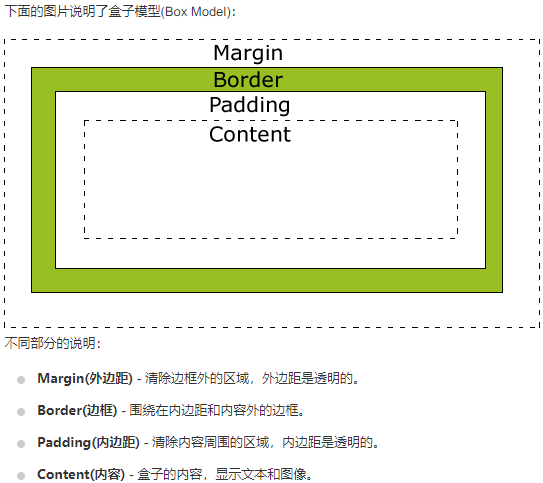 下面的图片说明了盒子模型(Box Model):
Margin
Border
Padding
Content
不同部分的说明:
Margin(外边距) - 清除边框外的区域，外边距是透明的。
Border(边框) - 围绕在内边距和内容外的边框。
Padding(内边距) - 清除内容周围的区域，内边距是透明的。
Content(内容) - 盒子的内容，显示文本和图像。